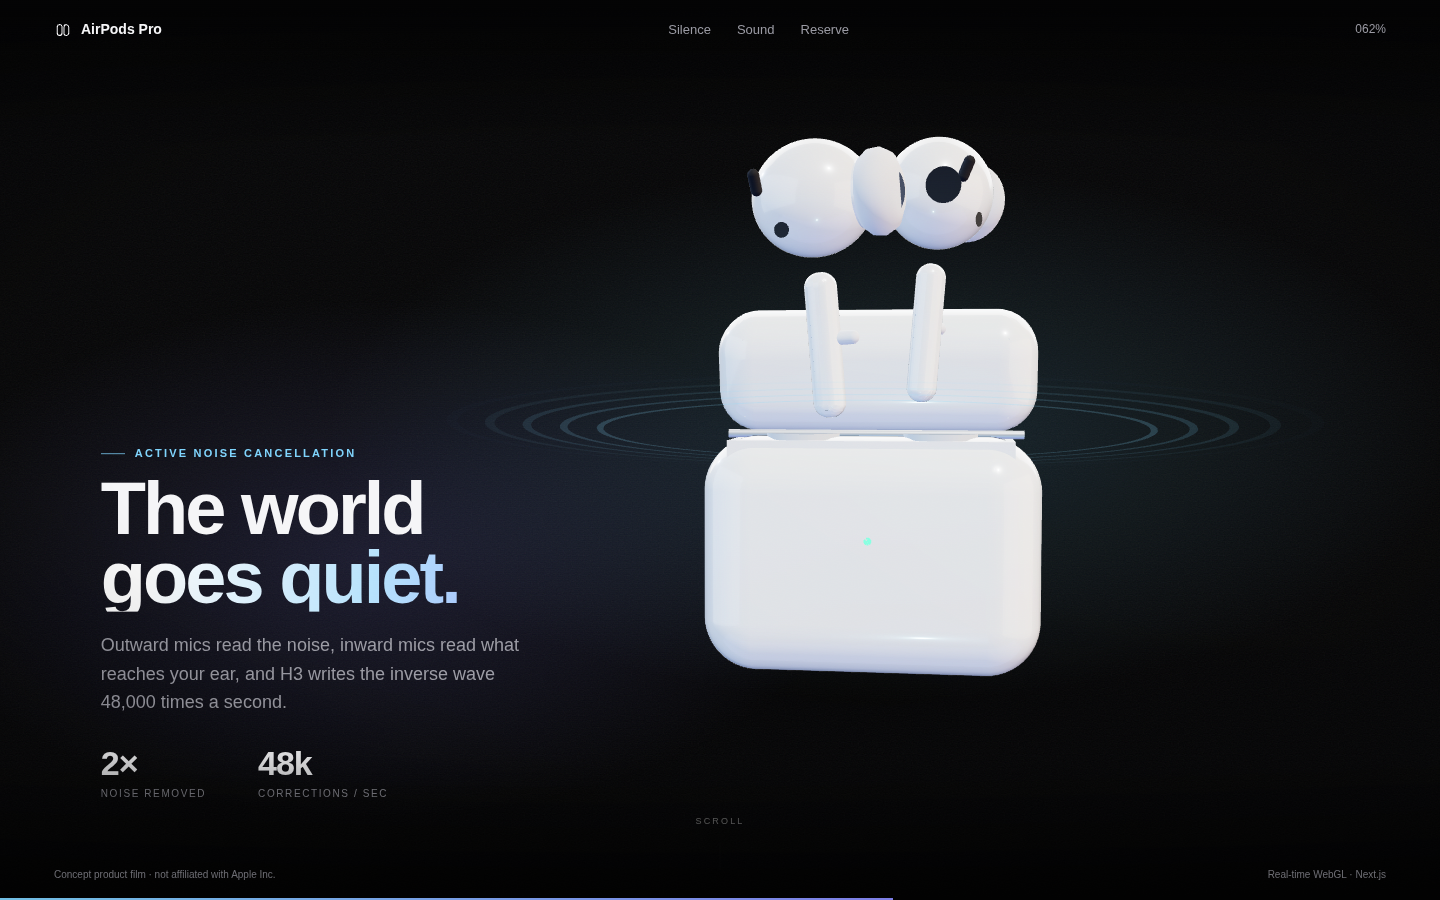 AirPods Pro
Silence
Sound
Reserve
062%
ACTIVE NOISE CANCELLATION
The world
goes quiet.
Outward mics read the noise, inward mics read what
reaches your ear, and H3 writes the inverse wave
48,000 times a second.
2×
48k
NOISE REMOVED
CORRECTIONS / SEC
SCROLL
Concept product film · not affiliated with Apple Inc.
Real-time WebGL · Next.js